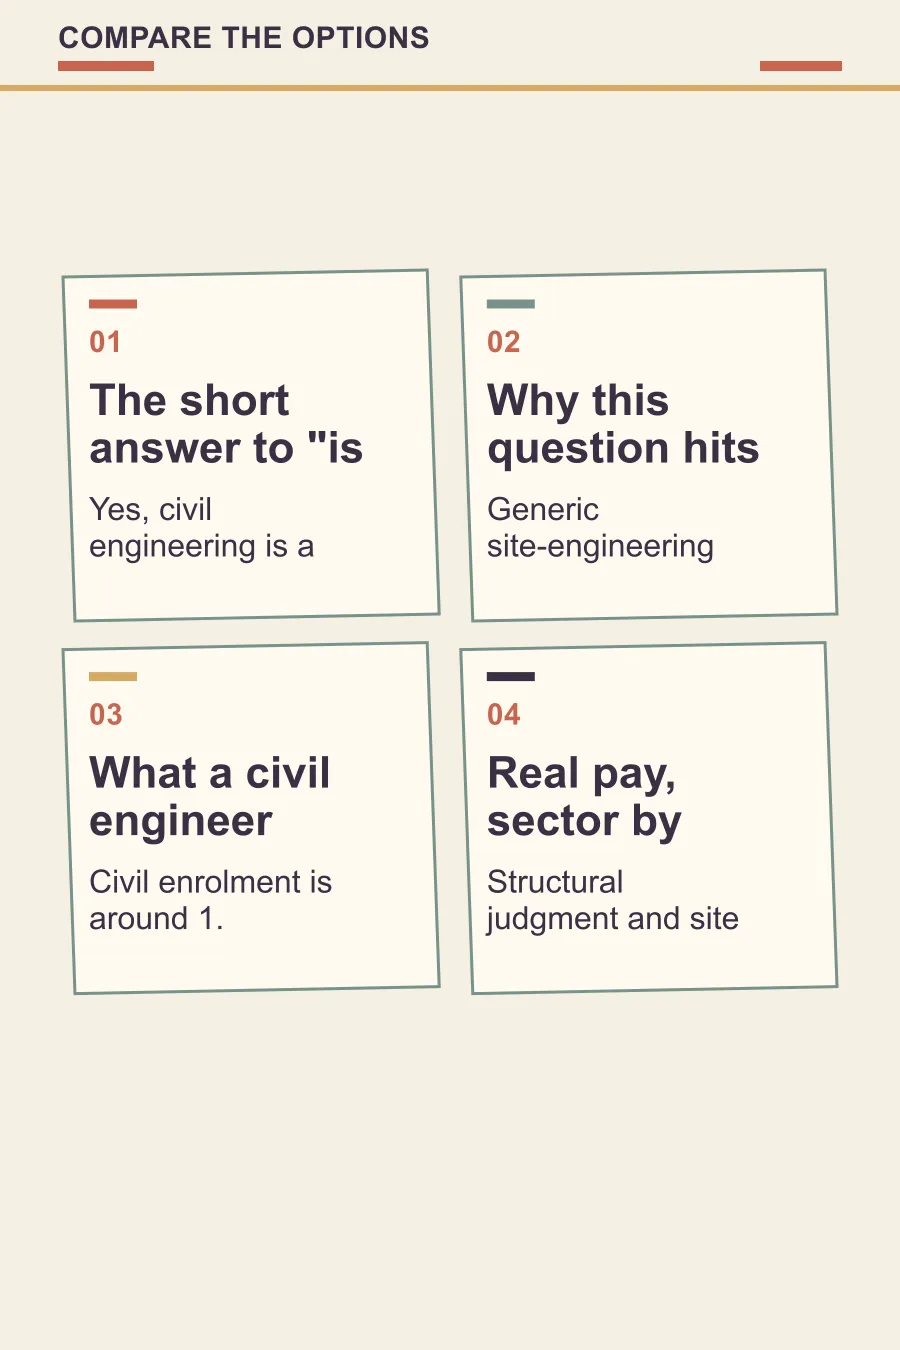 COMPARE THE OPTIONS
01
The short
answer to "is
Yes, civil
engineering is a
02
Why this
question hits
Generic
site-engineering
03
What a civil
engineer
Civil enrolment is
around 1.
04
Real pay,
sector by
Structural
judgment and site